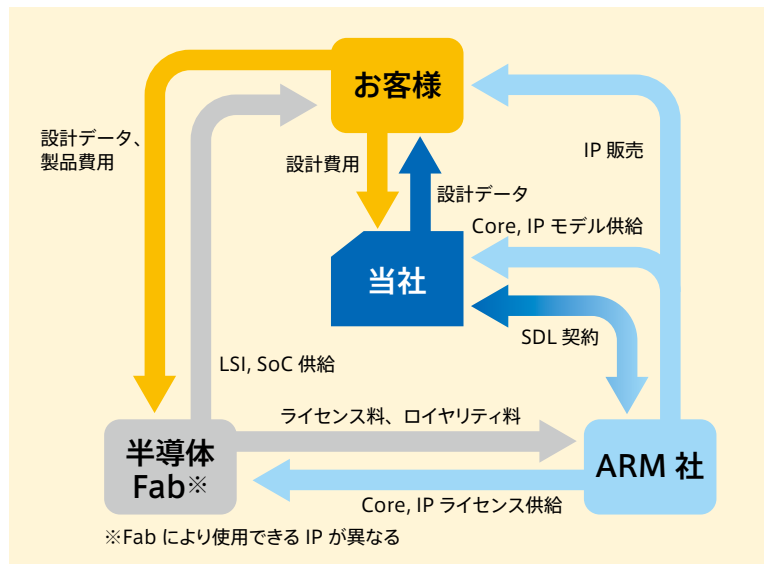 お客様
設計データ、
製品費用
設計費用
IP 販売
設計データ
Core, IP モデル供給
当社
SDL 契約
LSI, SoC 供給
ライセンス料、ロイヤリティ料
半導体
Fab※
ARM 社
Core, IP ライセンス供給
※Fab により使用できる IP が異なる